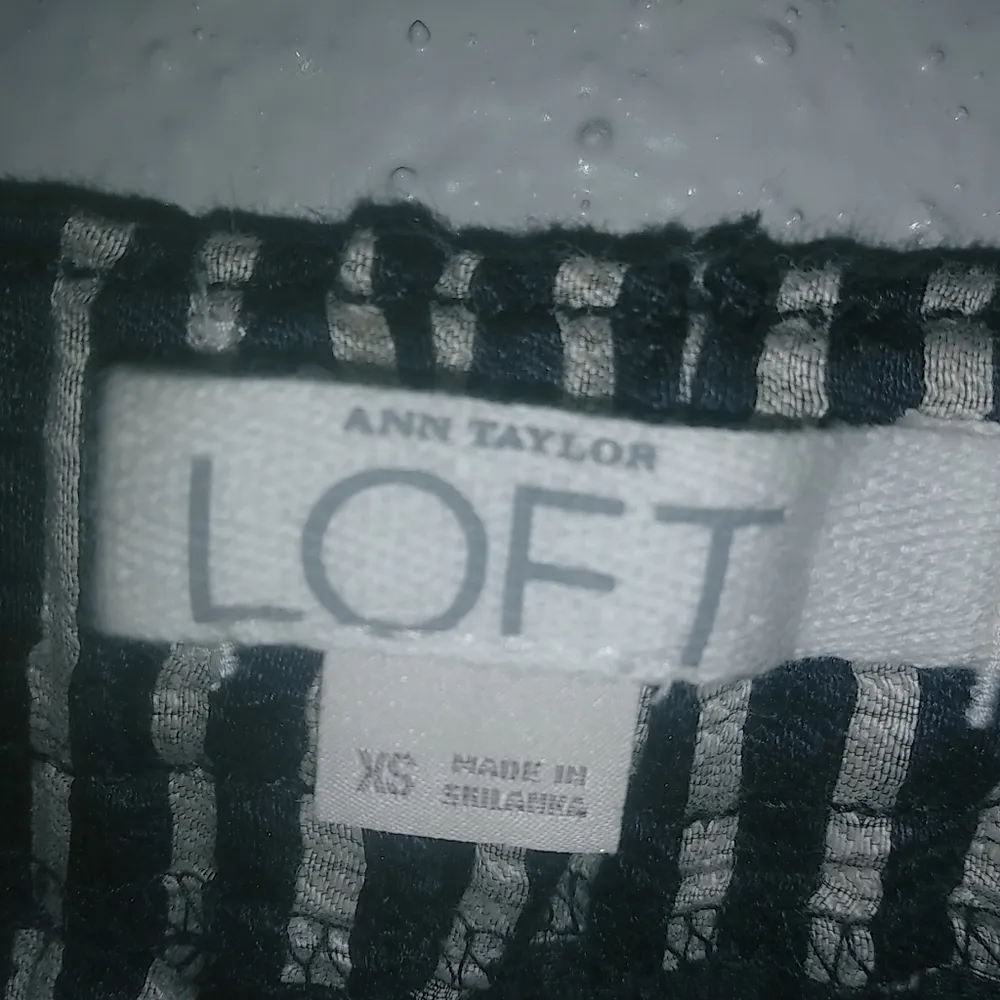 ANN TAYLOR
LOFT
XS
MADE IN
SRI LANKA